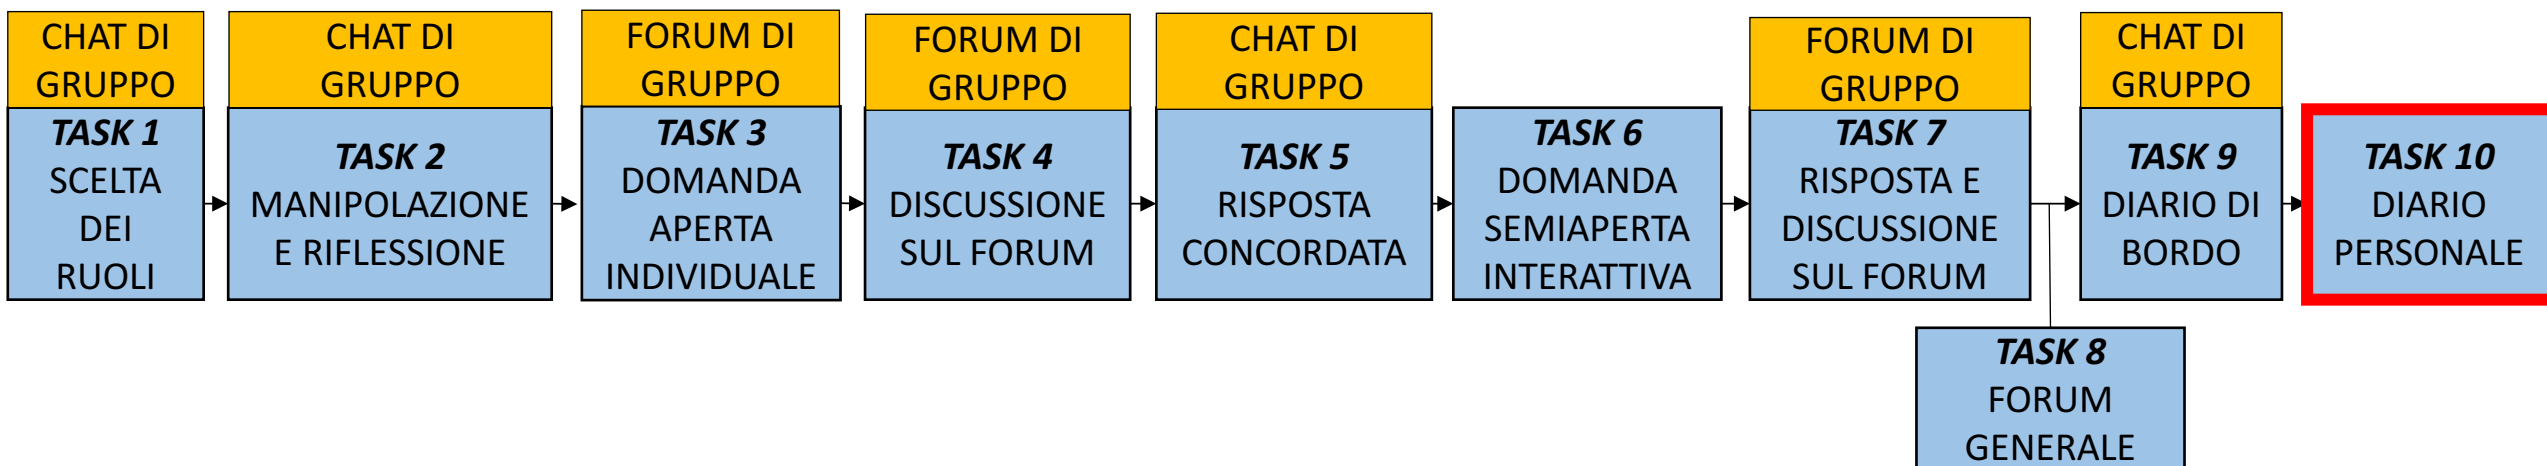 CHAT DI
GRUPPO
TASK 1
SCELTA
DEI
RUOLI
CHAT DI
GRUPPO
TASK 2
MANIPOLAZIONE
E RIFLESSIONE
FORUM DI
GRUPPO
TASK 3
DOMANDA
APERTA
INDIVIDUALE
FORUM DI
GRUPPO
TASK 4
DISCUSSIONE
SUL FORUM
CHAT DI
GRUPPO
TASK 5
RISPOSTA
CONCORDATA
TASK 6
DOMANDA
SEMIAPERTA
INTERATTIVA
FORUM DI
GRUPPO
TASK 7
RISPOSTA E
DISCUSSIONE
SUL FORUM
TASK 8
FORUM
GENERALE
CHAT DI
GRUPPO
TASK 9
DIARIO DI
BORDO
TASK 10
DIARIO
PERSONALE